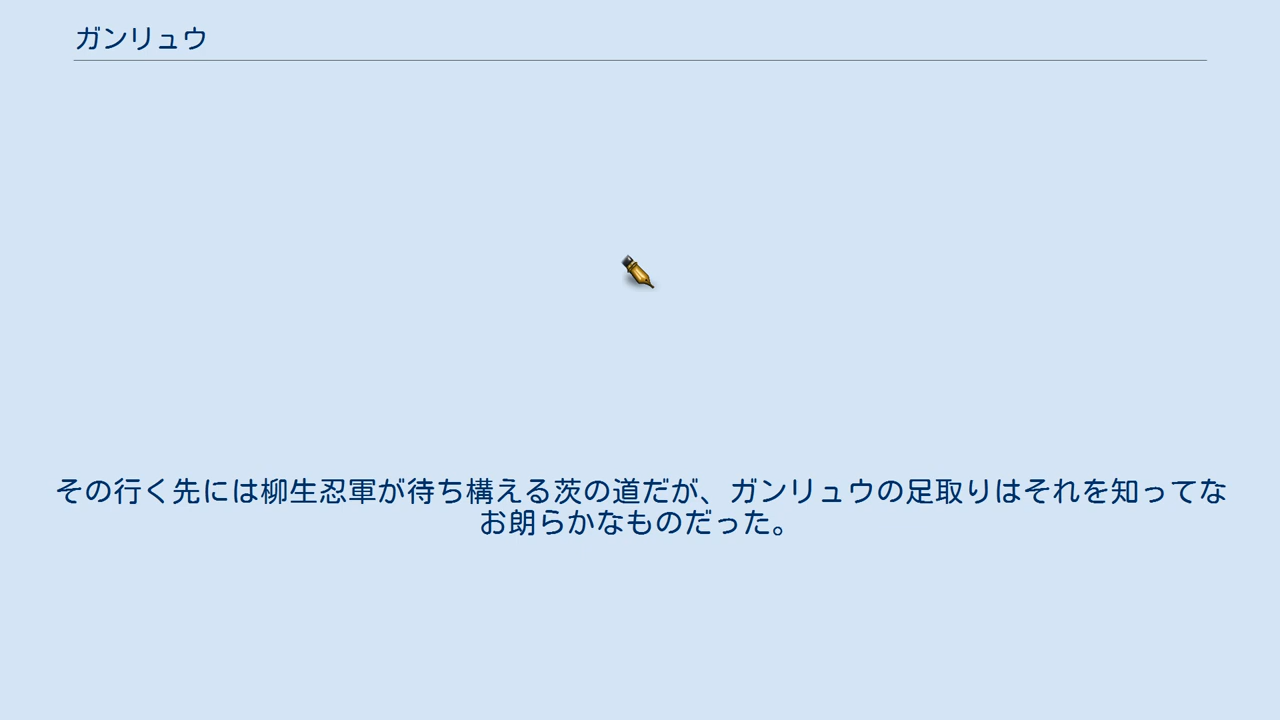 ガンリュウ
その行く先には柳生忍軍が待ち構える茨の道だが、ガンリュウの足取りはそれを知ってな
お朗らかなものだった。